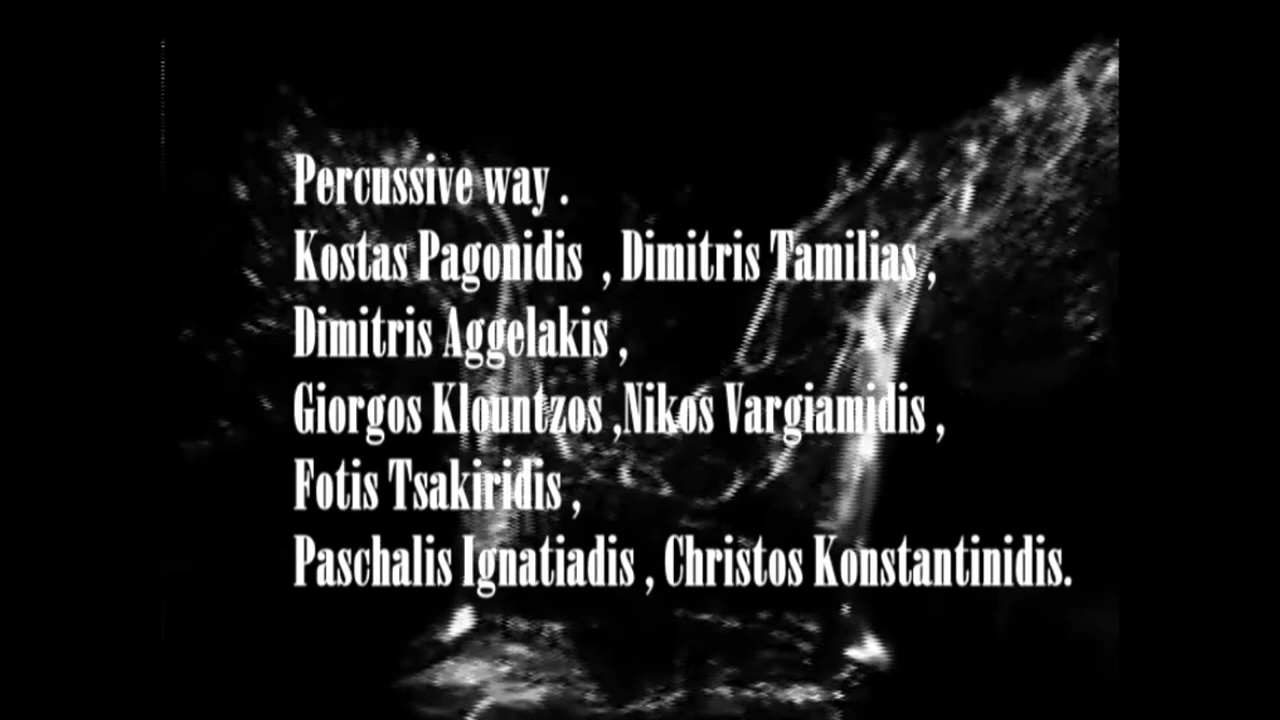 Percussive way .
Kostas Pagonidis , Dimitris Tamilias ,
Dimitris Aggelakis ,
Giorgos Klountzos ,Nikos Vargiamidis ,
Fotis Tsakiridis ,
Paschalis Ignatiadis , Christos Konstantinidis.